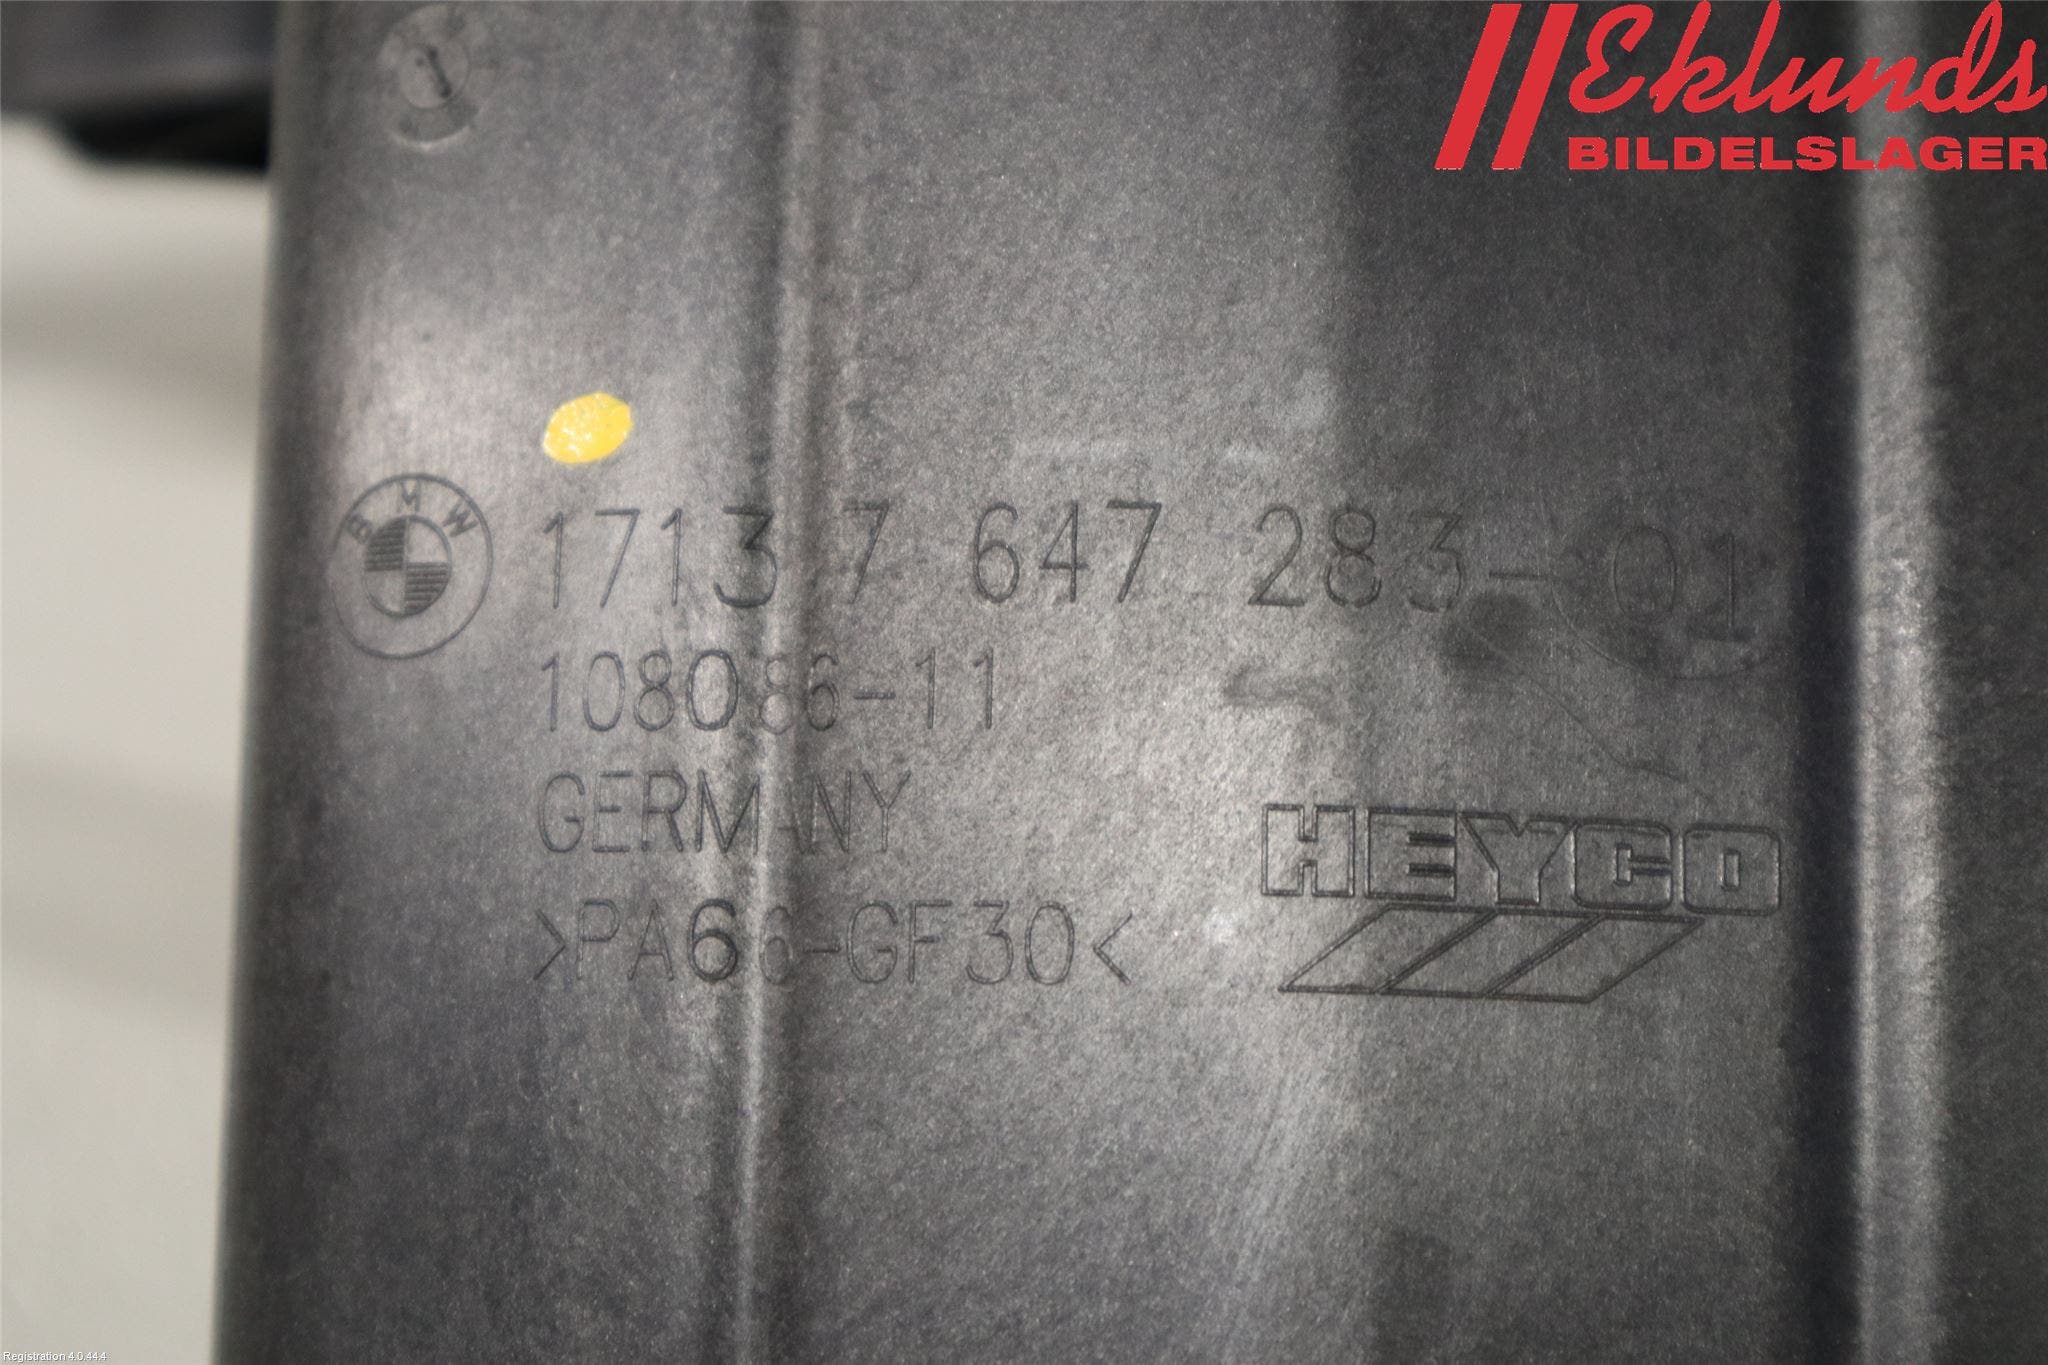 Eklunds
BILDELSLAGER
1
BMW
1713 7 647 283-01
108086-11
GERMANY
>PA66-GF30<
HEYCO
Registration 4.0.44.4